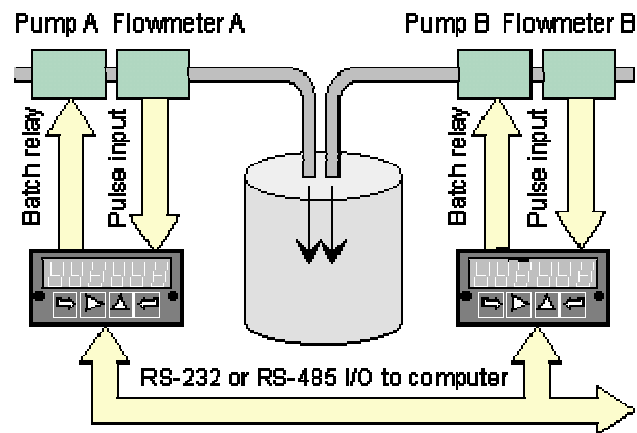 Pump A Flowmeter A
Pump B Flowmeter B
Batch relay
Pulse input
Batch relay
Pulse input
RS-232 or RS-485 I/O to computer